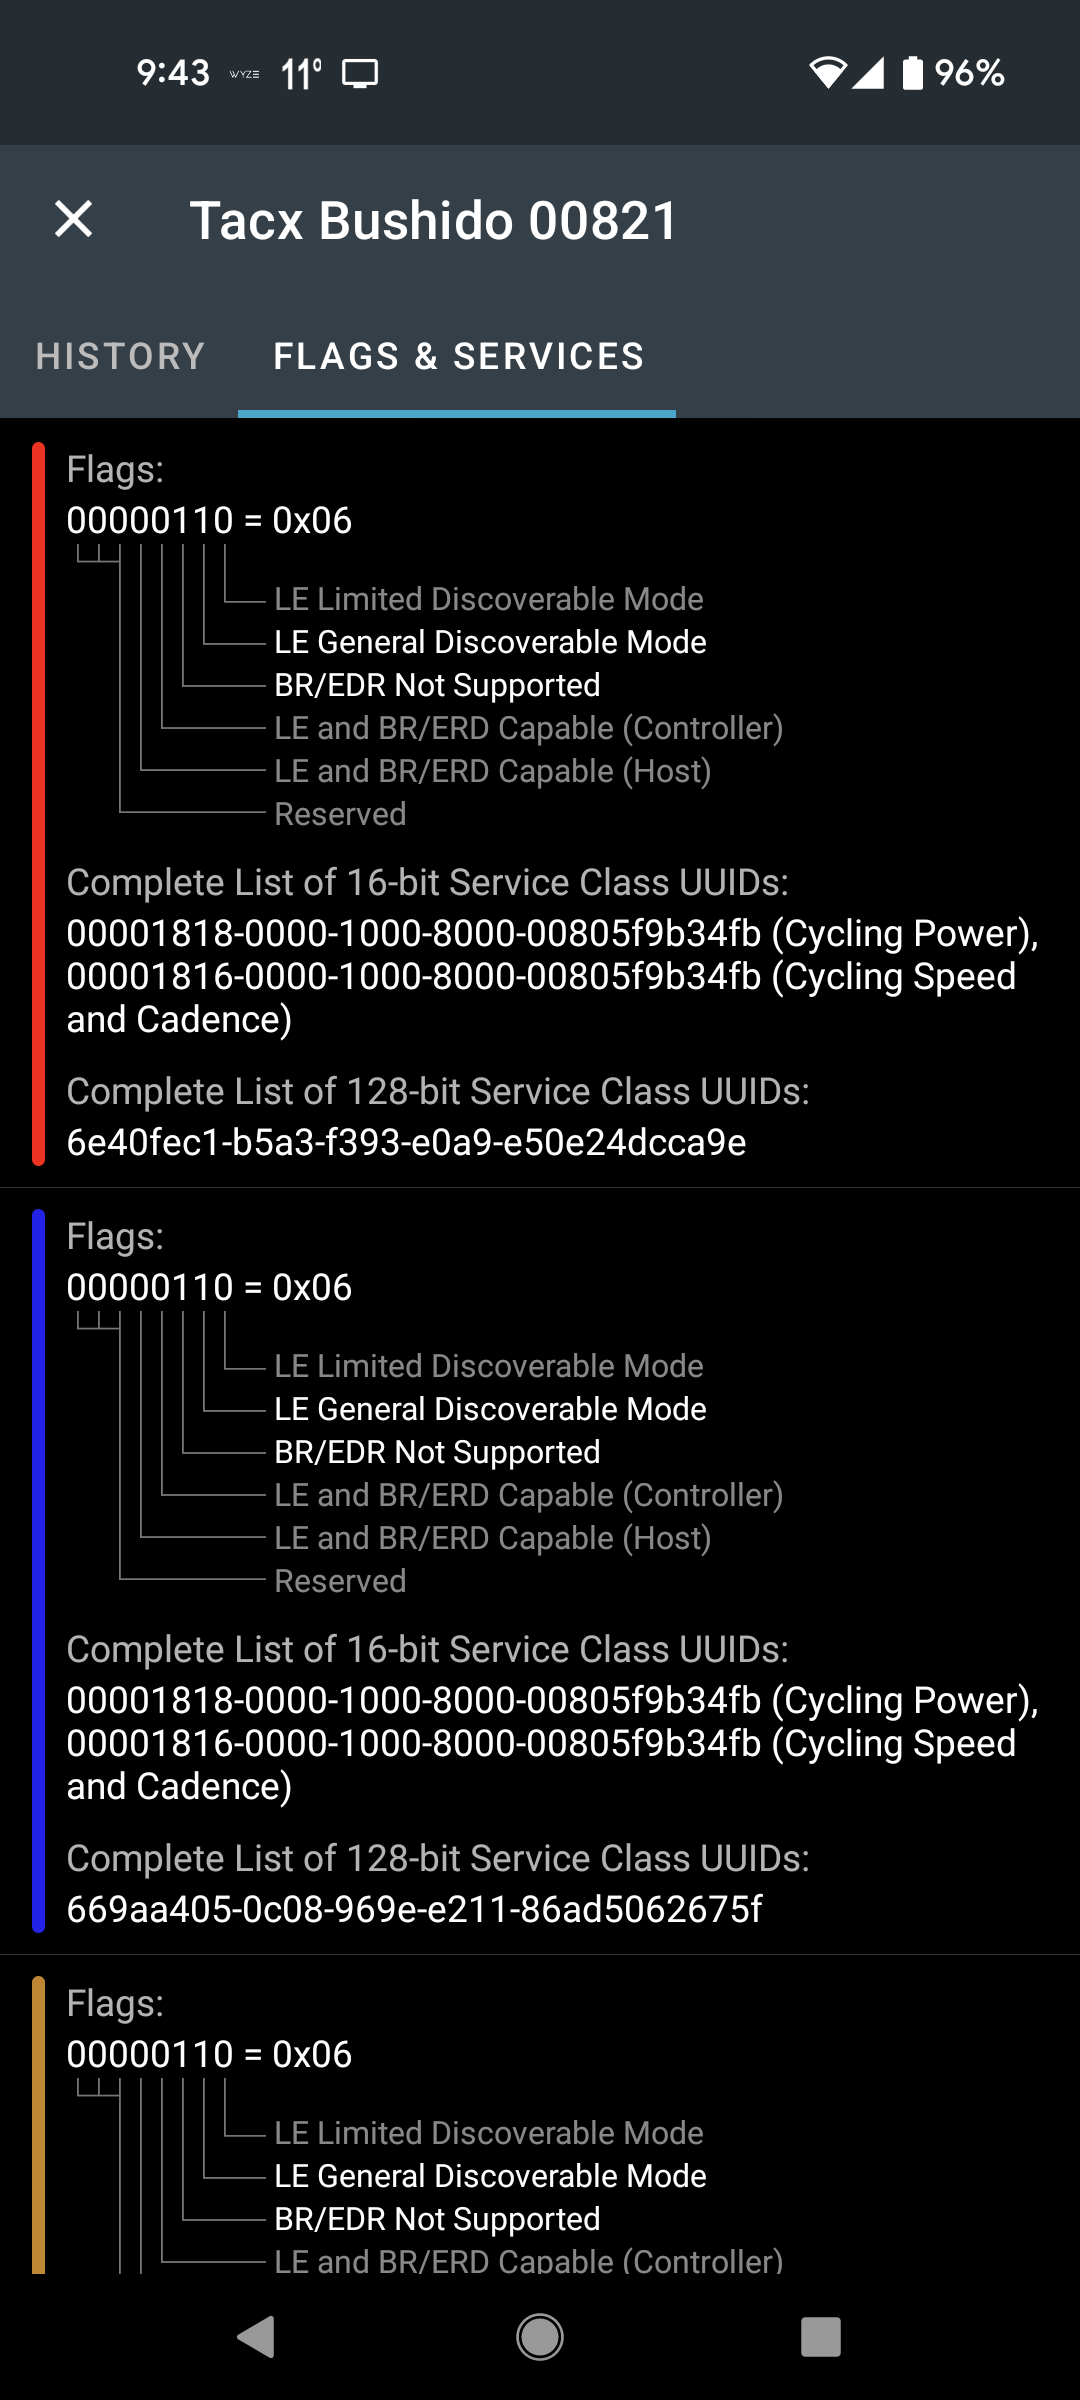 9:43 WYZE 11° 96%
Tacx Bushido 00821
HISTORY FLAGS & SERVICES
Flags:
00000110 = 0x06
LE Limited Discoverable Mode
LE General Discoverable Mode
BR/EDR Not Supported
LE and BR/ERD Capable (Controller)
LE and BR/ERD Capable (Host)
Reserved
Complete List of 16-bit Service Class UUIDs:
00001818-0000-1000-8000-00805f9b34fb (Cycling Power),
00001816-0000-1000-8000-00805f9b34fb (Cycling Speed
and Cadence)
Complete List of 128-bit Service Class UUIDs:
6e40fec1-b5a3-f393-e0a9-e50e24dcca9e
Flags:
00000110 = 0x06
LE Limited Discoverable Mode
LE General Discoverable Mode
BR/EDR Not Supported
LE and BR/ERD Capable (Controller)
LE and BR/ERD Capable (Host)
Reserved
Complete List of 16-bit Service Class UUIDs:
00001818-0000-1000-8000-00805f9b34fb (Cycling Power),
00001816-0000-1000-8000-00805f9b34fb (Cycling Speed
and Cadence)
Complete List of 128-bit Service Class UUIDs:
669aa405-0c08-969e-e211-86ad5062675f
Flags:
00000110 = 0x06
LE Limited Discoverable Mode
LE General Discoverable Mode
BR/EDR Not Supported
LE and BR/ERD Capable (Controller)